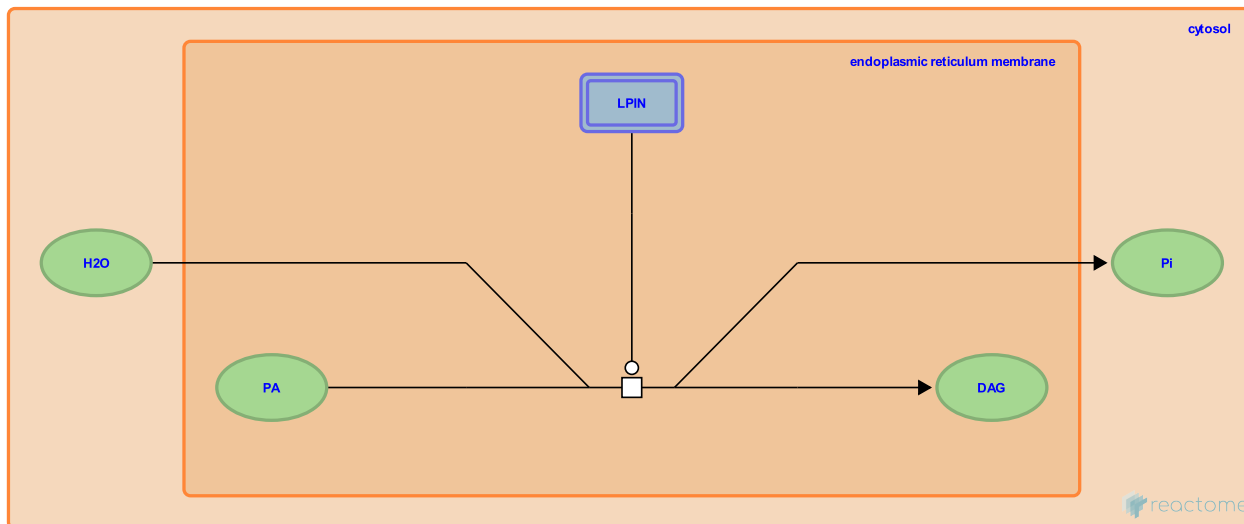 cytosol
endoplasmic reticulum membrane
LPIN
H2O
Pi
PA
DAG
reactome